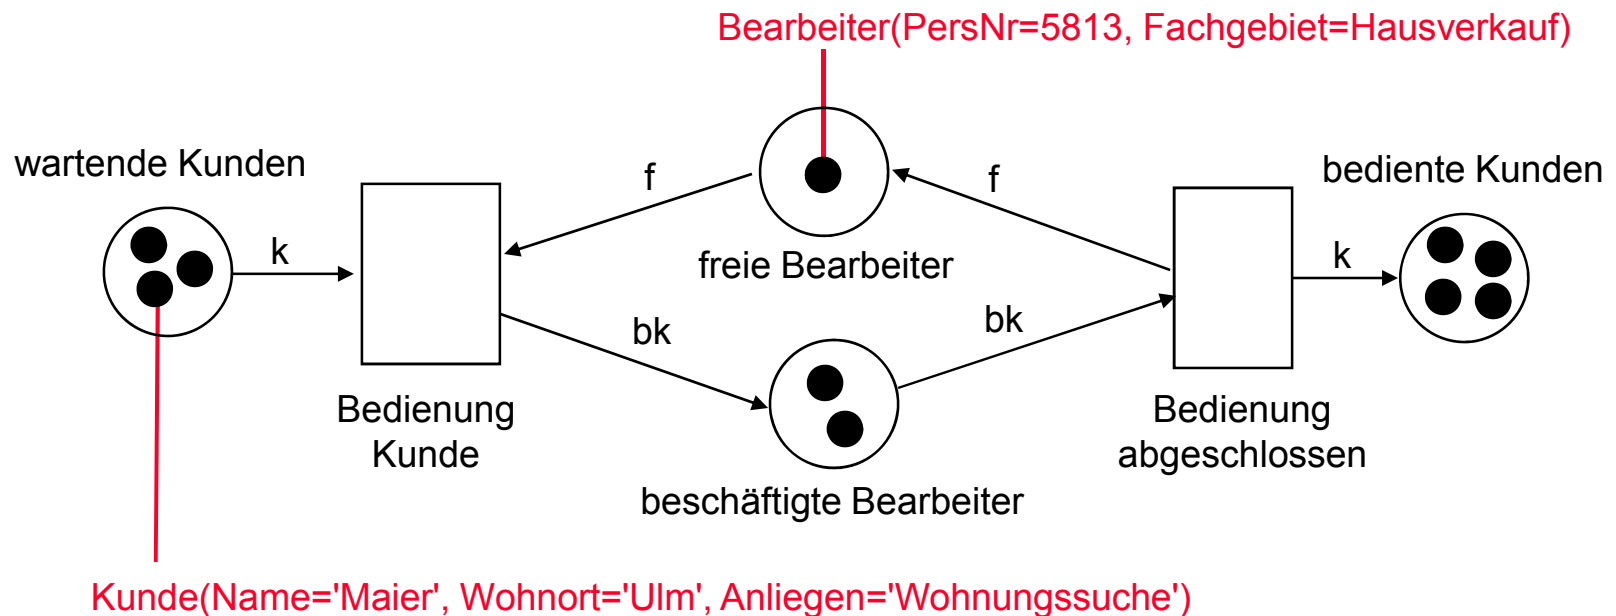 Bearbeiter(PersNr=5813, Fachgebiet=Hausverkauf)
wartende Kunden
f
f
bediente Kunden
k
freie Bearbeiter
k
bk
bk
Bedienung
Kunde
Bedienung
abgeschlossen
beschäftigte Bearbeiter
Kunde(Name='Maier', Wohnort='Ulm', Anliegen='Wohnungssuche')